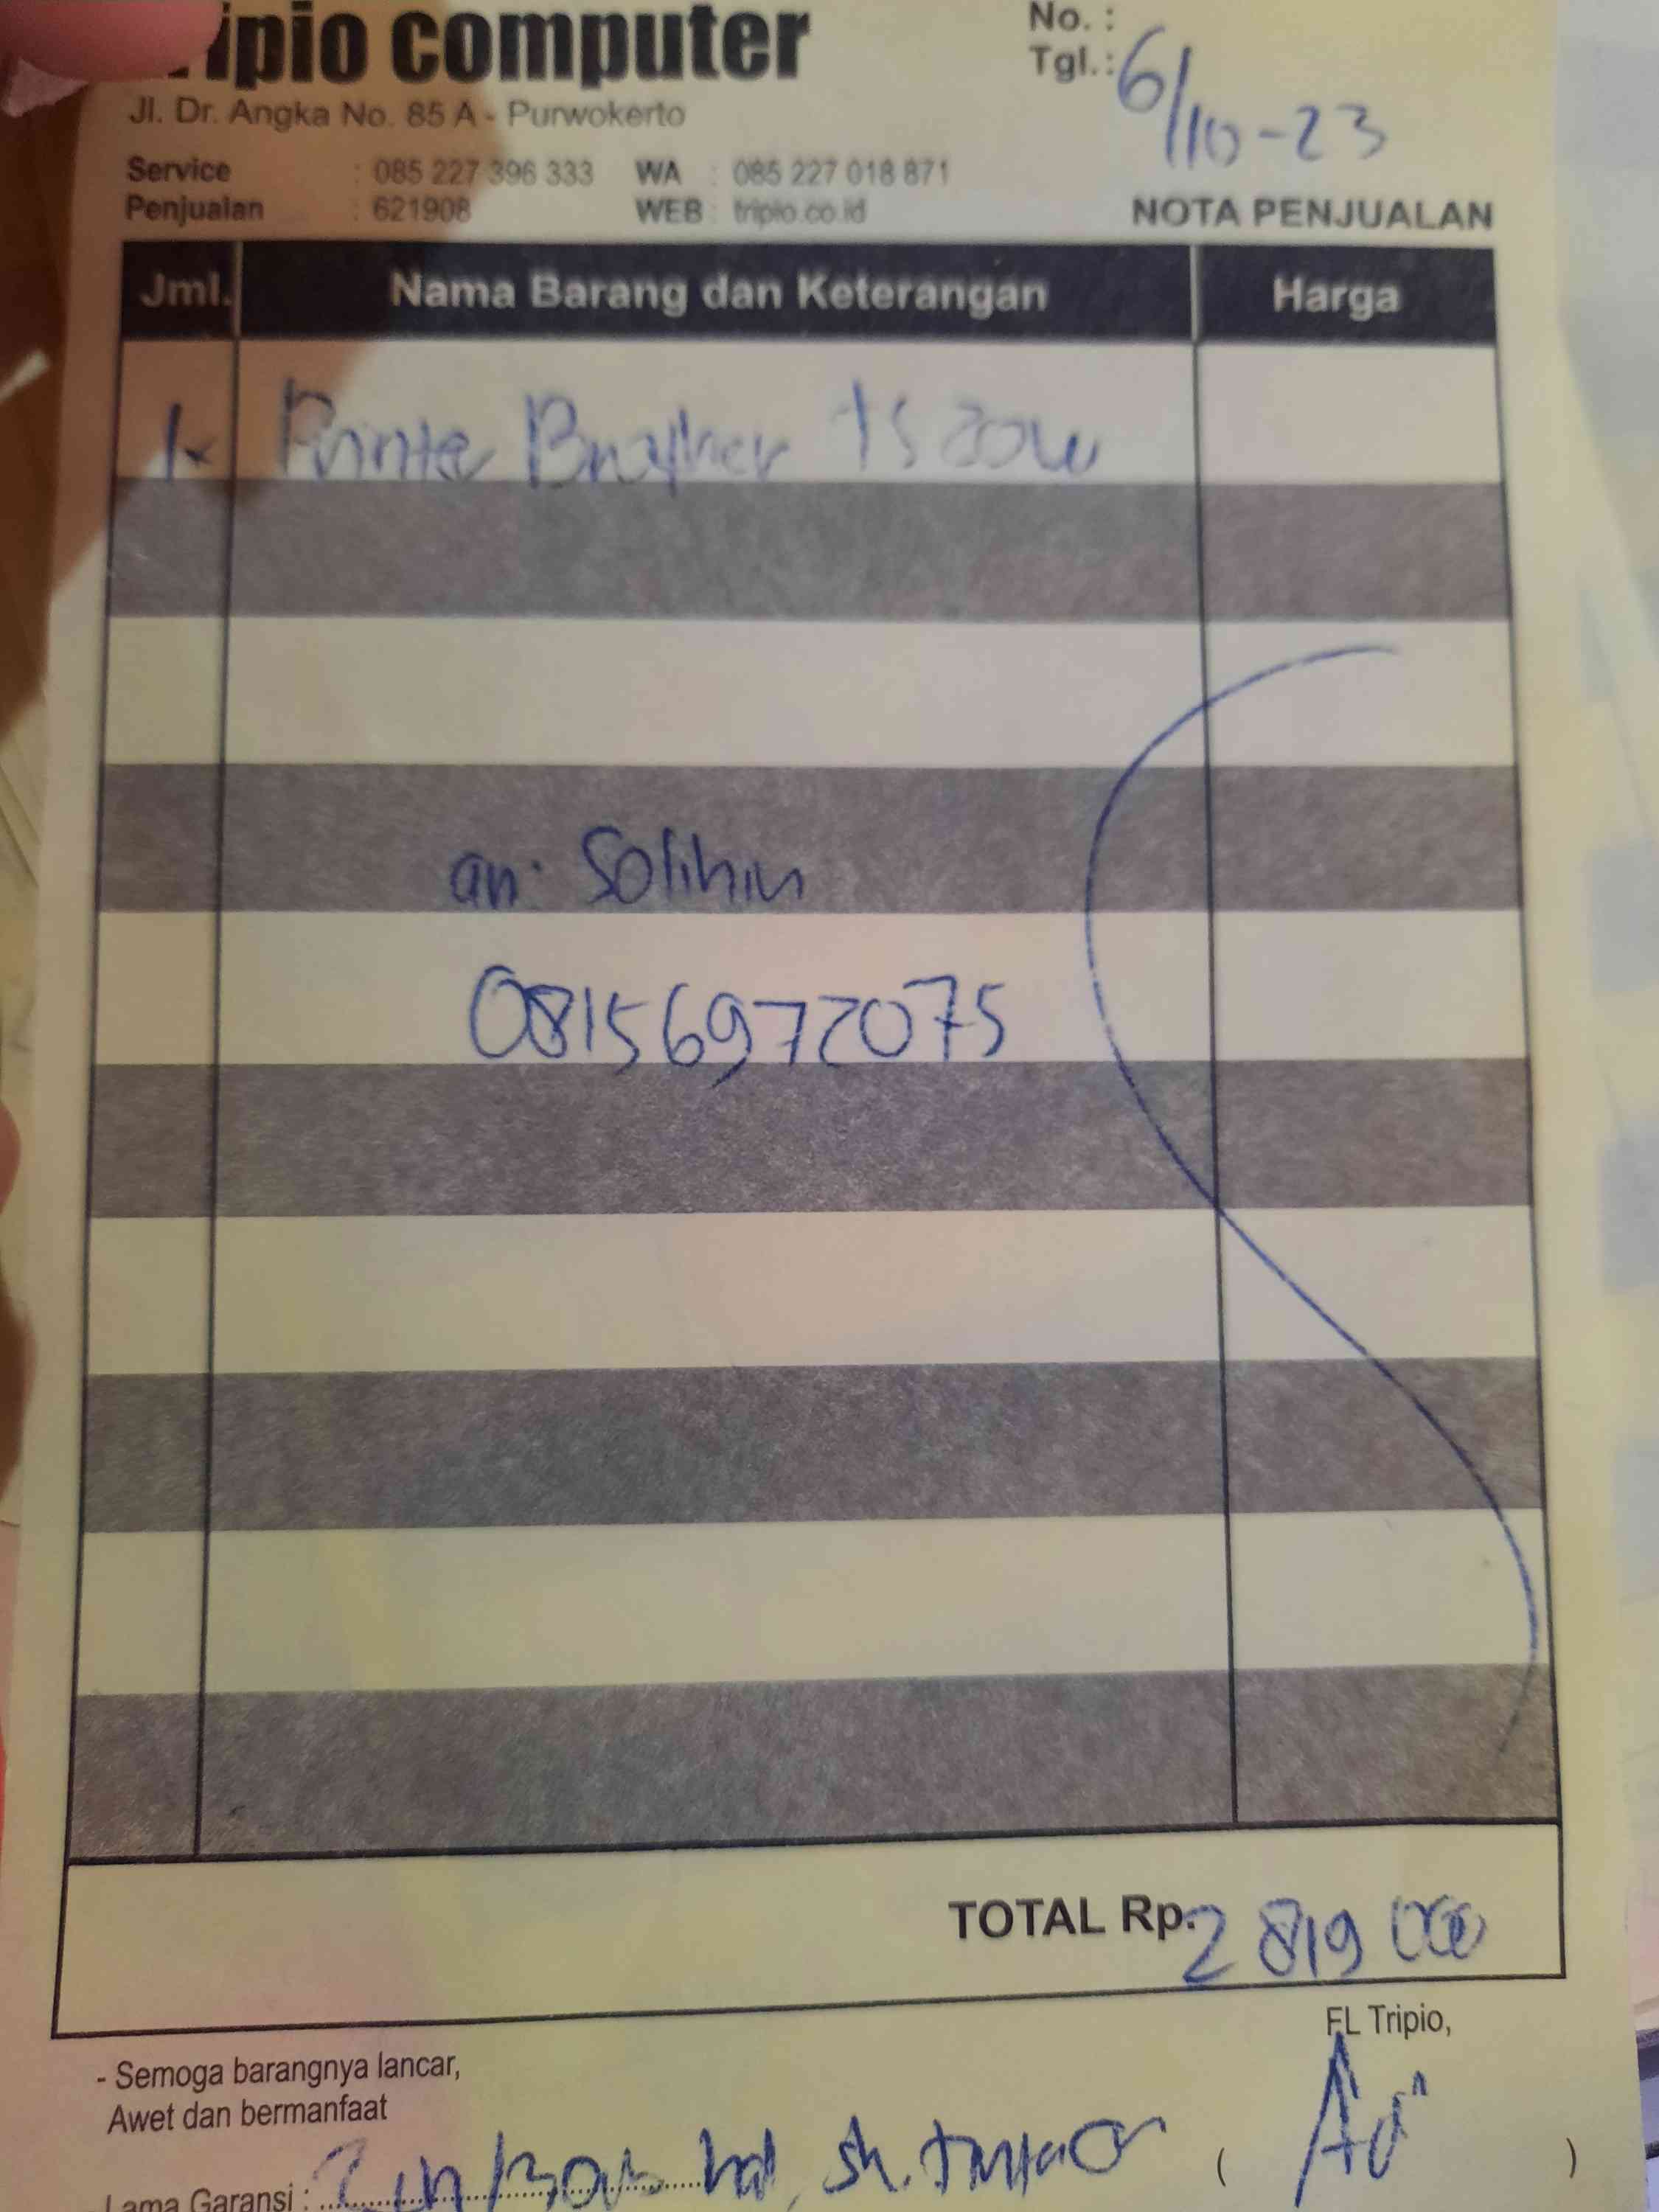 Tripio computer
No. :
Tgl. : 6/10-23
Jl. Dr. Angka No. 85 A - Purwokerto
Service : 085 227 396 333 WA : 085 227 018 871
Penjualan : 621908 WEB : tripio.co.id
NOTA PENJUALAN
Jml. Nama Barang dan Keterangan Harga
1x Printer Brother
an. Solihin
08156972075
TOTAL Rp. 2 819 000
FL Tripio,
- Semoga barangnya lancar,
Awet dan bermanfaat
Lama Garansi :
( )